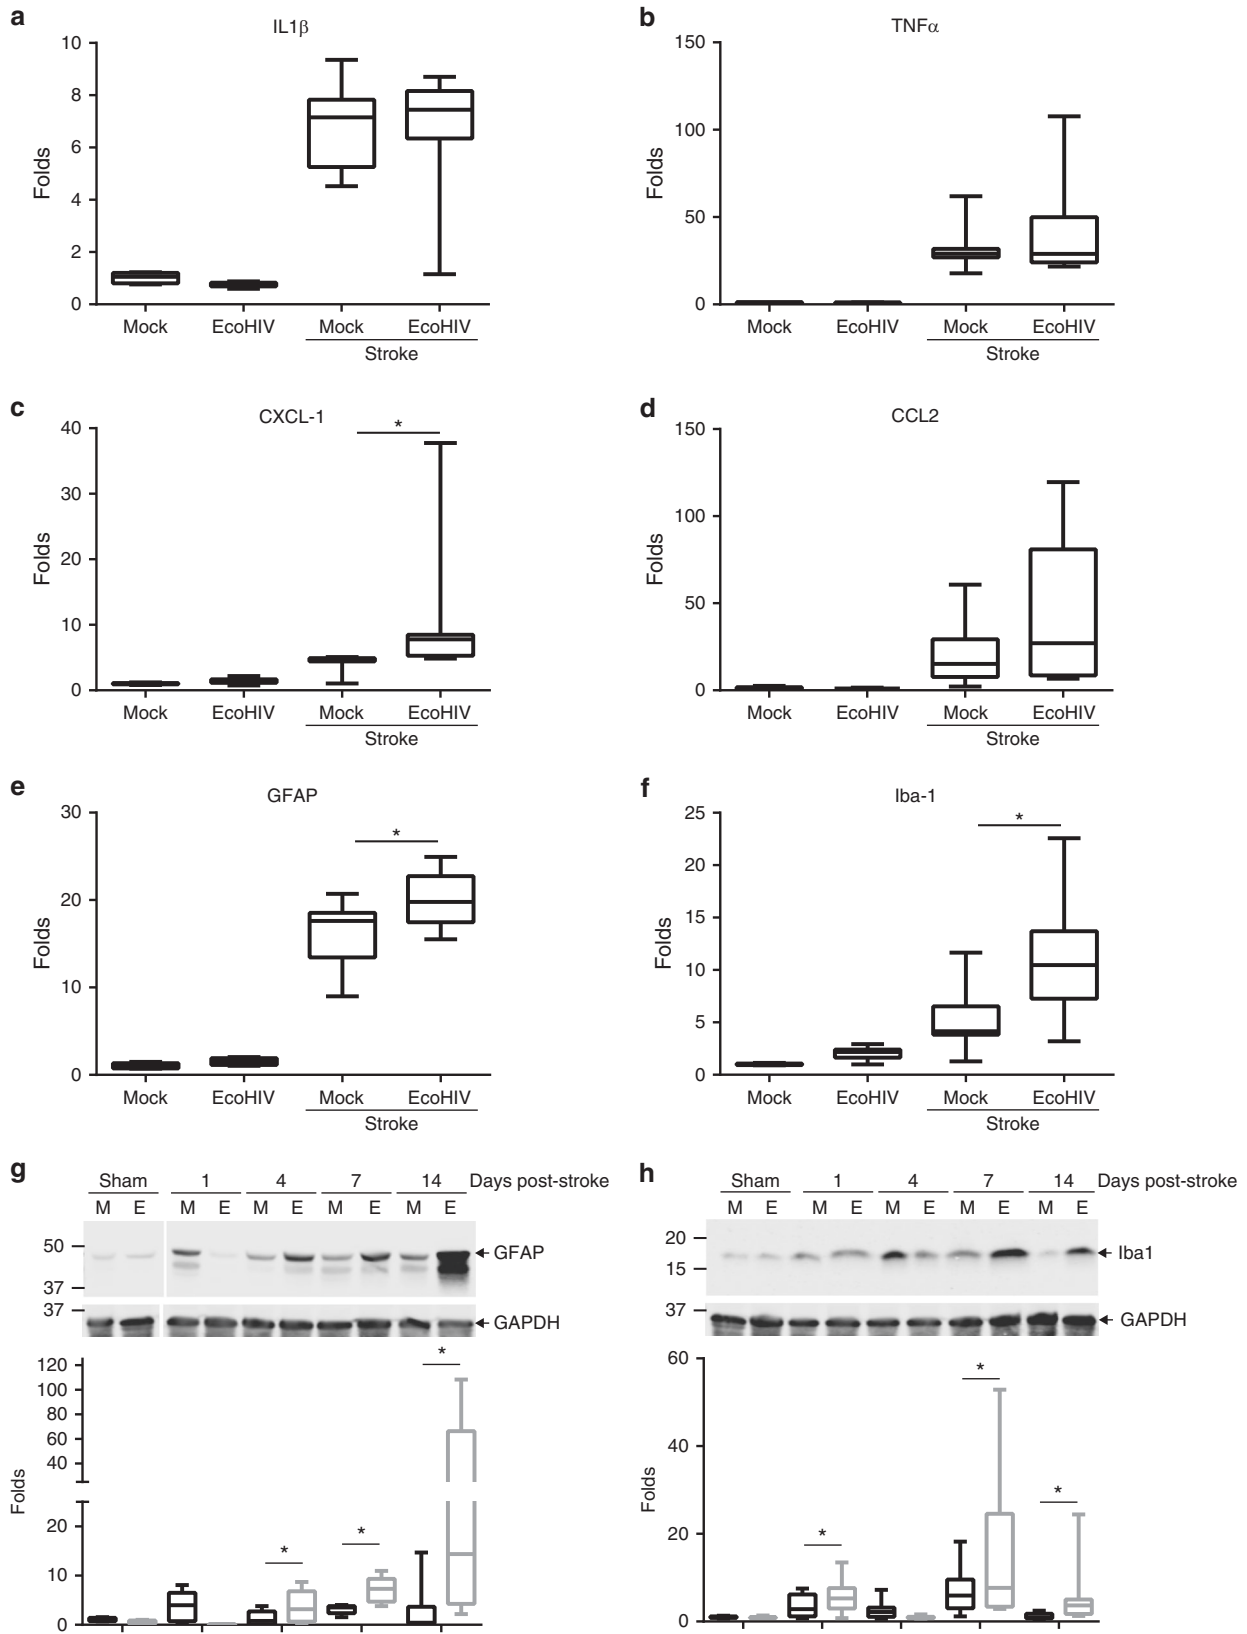 a
IL1β
10
8
6
4
2
0
Folds
Mock EcoHIV Mock EcoHIV
Stroke
b
TNFα
150
100
50
0
Folds
Mock EcoHIV Mock EcoHIV
Stroke
c
CXCL-1
*
40
30
20
10
0
Folds
Mock EcoHIV Mock EcoHIV
Stroke
d
CCL2
150
100
50
0
Folds
Mock EcoHIV Mock EcoHIV
Stroke
e
GFAP
*
30
20
10
0
Folds
Mock EcoHIV Mock EcoHIV
Stroke
f
Iba-1
*
25
20
15
10
5
0
Folds
Mock EcoHIV Mock EcoHIV
Stroke
g
Sham 1 4 7 14 Days post-stroke
M E M E M E M E M E
50
GFAP
37
37
GAPDH
*
120
100
80
60
40
Folds
20
*
*
10
0
h
Sham 1 4 7 14 Days post-stroke
M E M E M E M E M E
20
Iba1
15
37
GAPDH
60
*
40
Folds
*
20
*
0